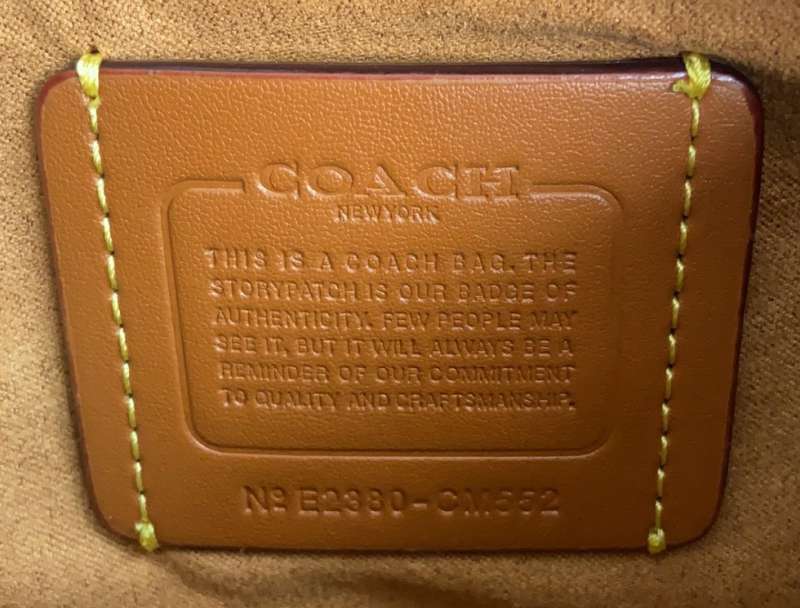 COACH
NEW YORK
THIS IS A COACH BAG. THE
STORYPATCH IS OUR BADGE OF
AUTHENTICITY. FEW PEOPLE MAY
SEE IT, BUT IT WILL ALWAYS BE A
REMINDER OF OUR COMMITMENT
TO QUALITY AND CRAFTSMANSHIP.
Nº E2380-CM552